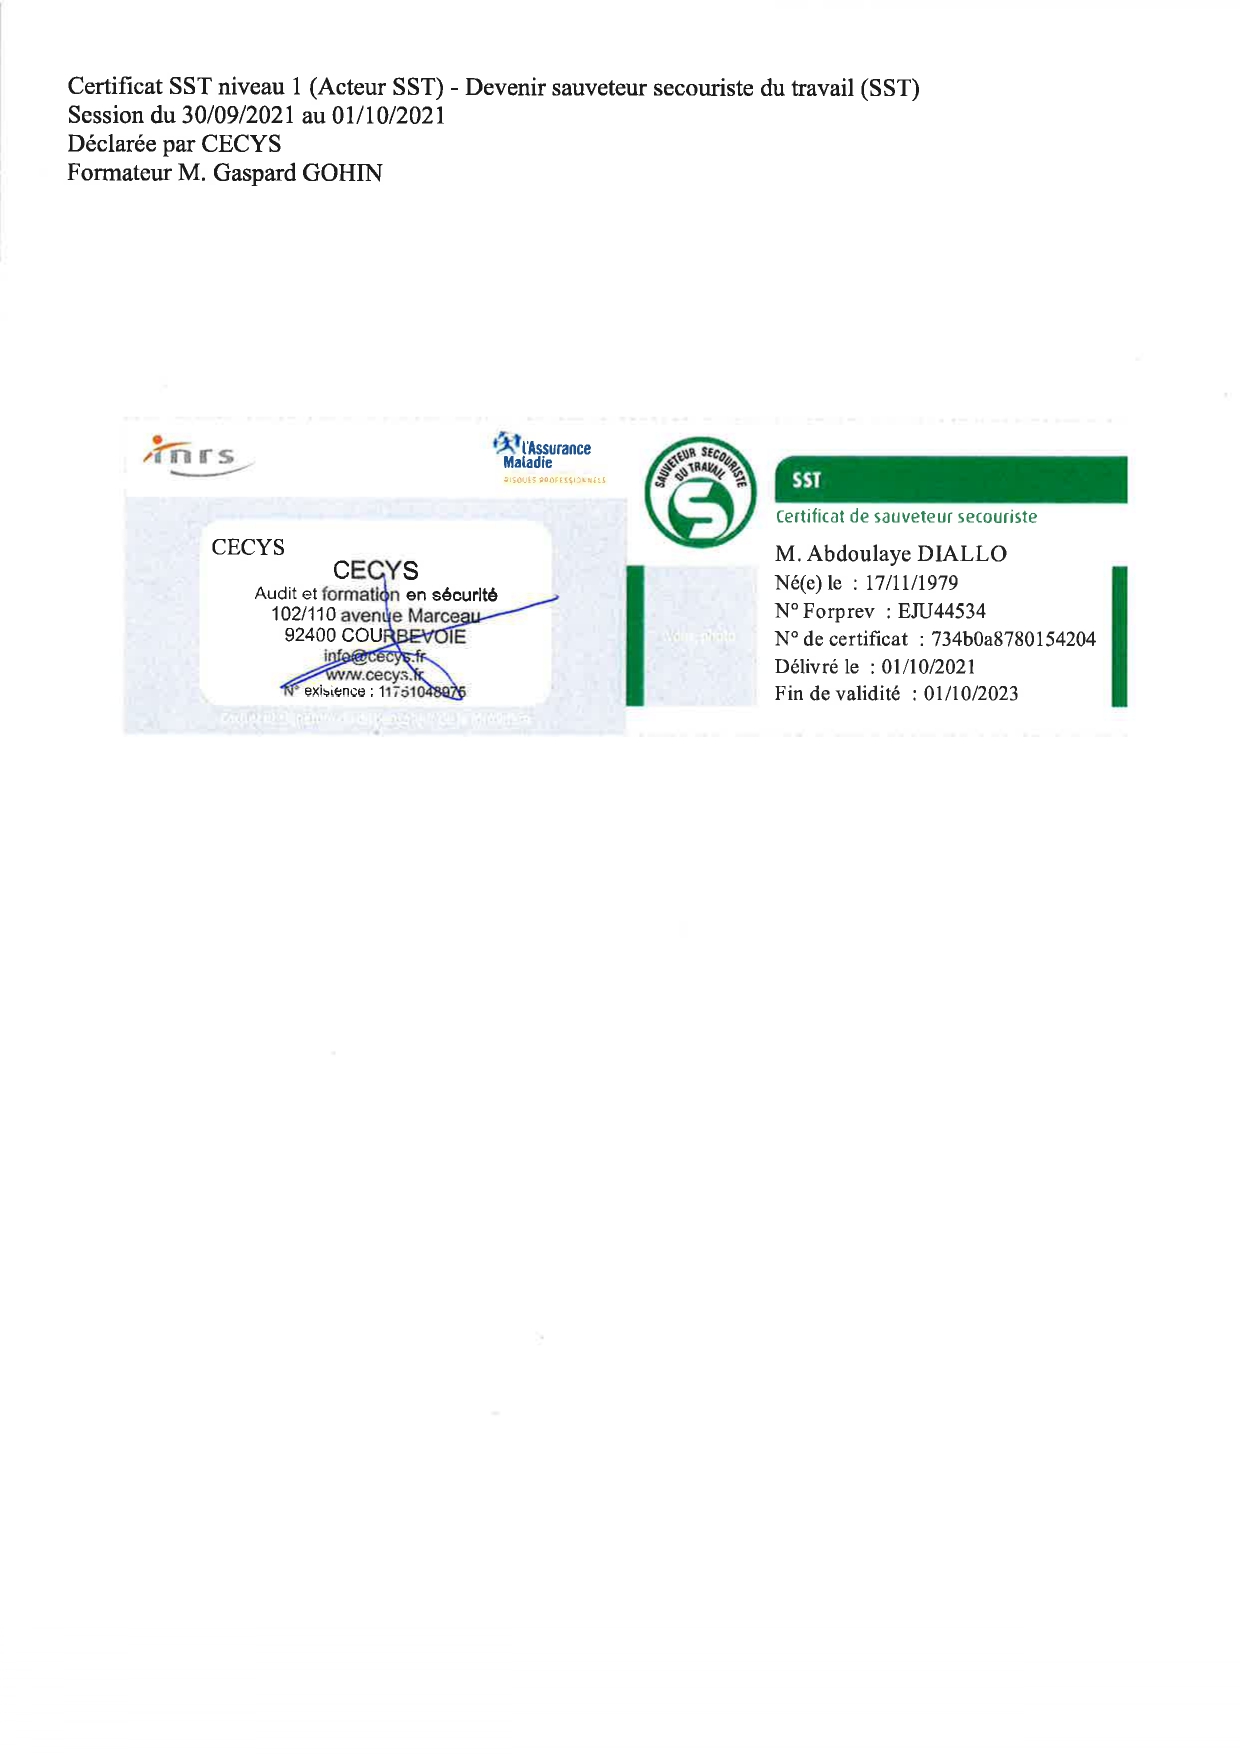 Certificat SST niveau 1 (Acteur SST) - Devenir sauveteur secouriste du travail (SST)
Session du 30/09/2021 au 01/10/2021
Déclarée par CECYS
Formateur M. Gaspard GOHIN
inrs
l'Assurance
Maladie
RISQUES PROFESSIONNELS
CECYS
CECYS
Audit et formation en sécurité
102/110 avenue Marceau
92400 COURBEVOIE
info@cecys.fr
www.cecys.fr
N° existence : 11751048975
SAUVETEUR SECOURISTE
DU TRAVAIL
SST
Certificat de sauveteur secouriste
M. Abdoulaye DIALLO
Né(e) le : 17/11/1979
N° Forprev : EJU44534
N° de certificat : 734b0a8780154204
Délivré le : 01/10/2021
Fin de validité : 01/10/2023
photo